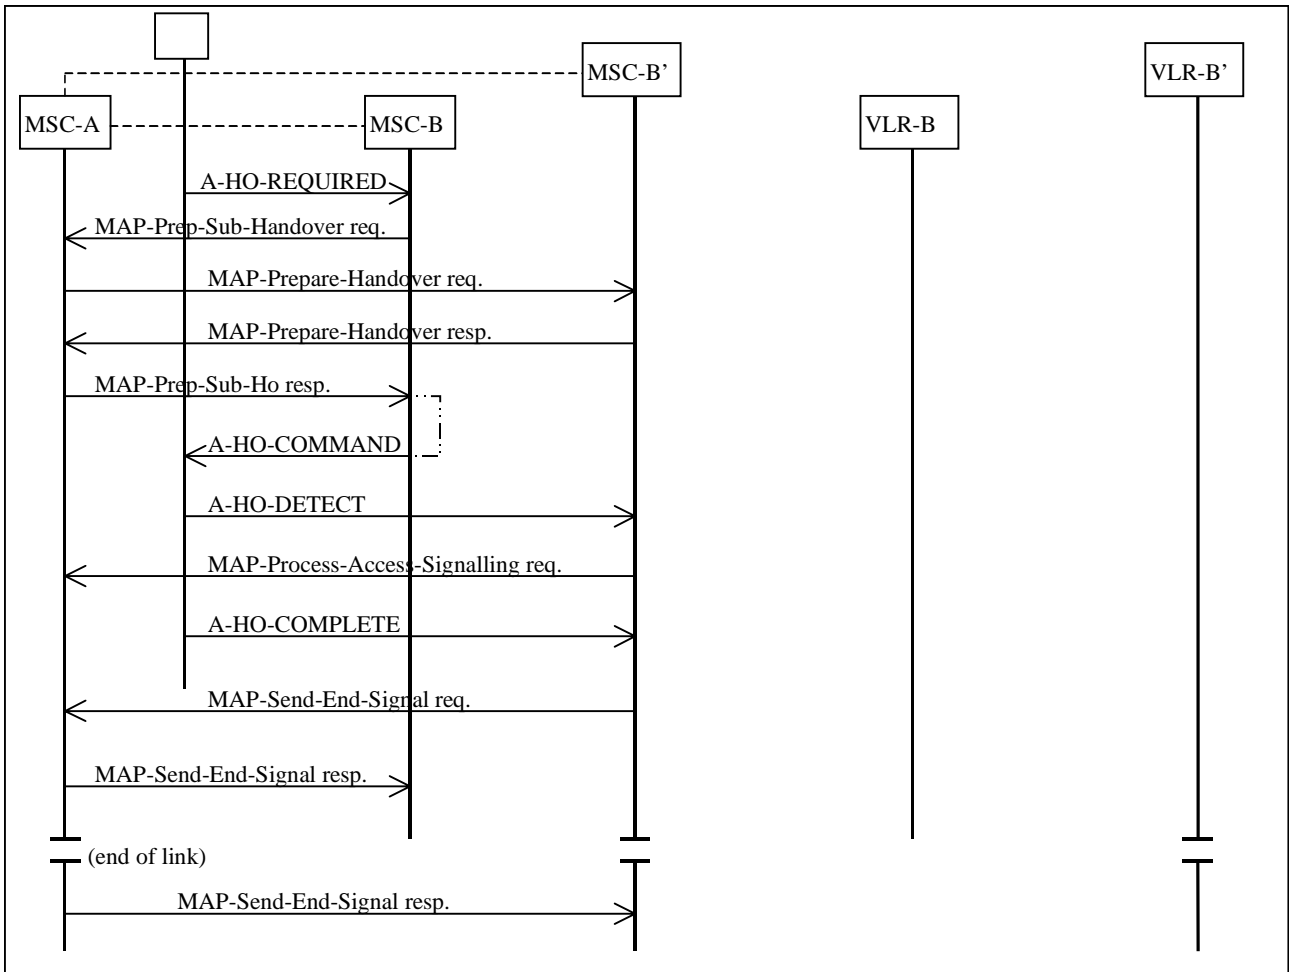 MSC-B’
VLR-B’
MSC-A
MSC-B
VLR-B
A-HO-REQUIRED
MAP-Prep-Sub-Handover req.
MAP-Prepare-Handover req.
MAP-Prepare-Handover resp.
MAP-Prep-Sub-Ho resp.
A-HO-COMMAND
A-HO-DETECT
MAP-Process-Access-Signalling req.
A-HO-COMPLETE
MAP-Send-End-Signal req.
MAP-Send-End-Signal resp.
(end of link)
MAP-Send-End-Signal resp.